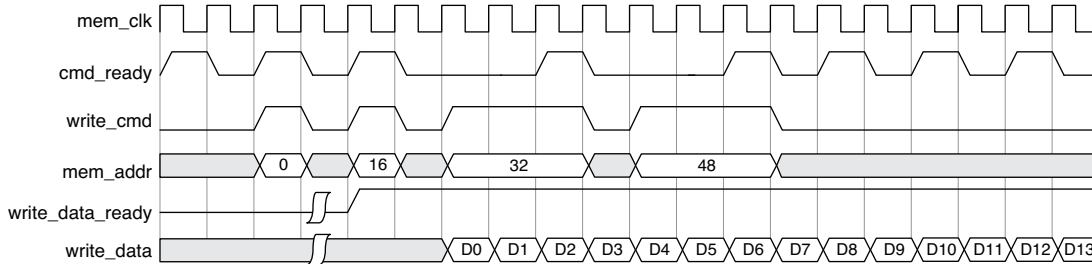 mem_clk
cmd_ready
write_cmd
mem_addr 0 16 32 48
write_data_ready
write_data D0 D1 D2 D3 D4 D5 D6 D7 D8 D9 D10 D11 D12 D13